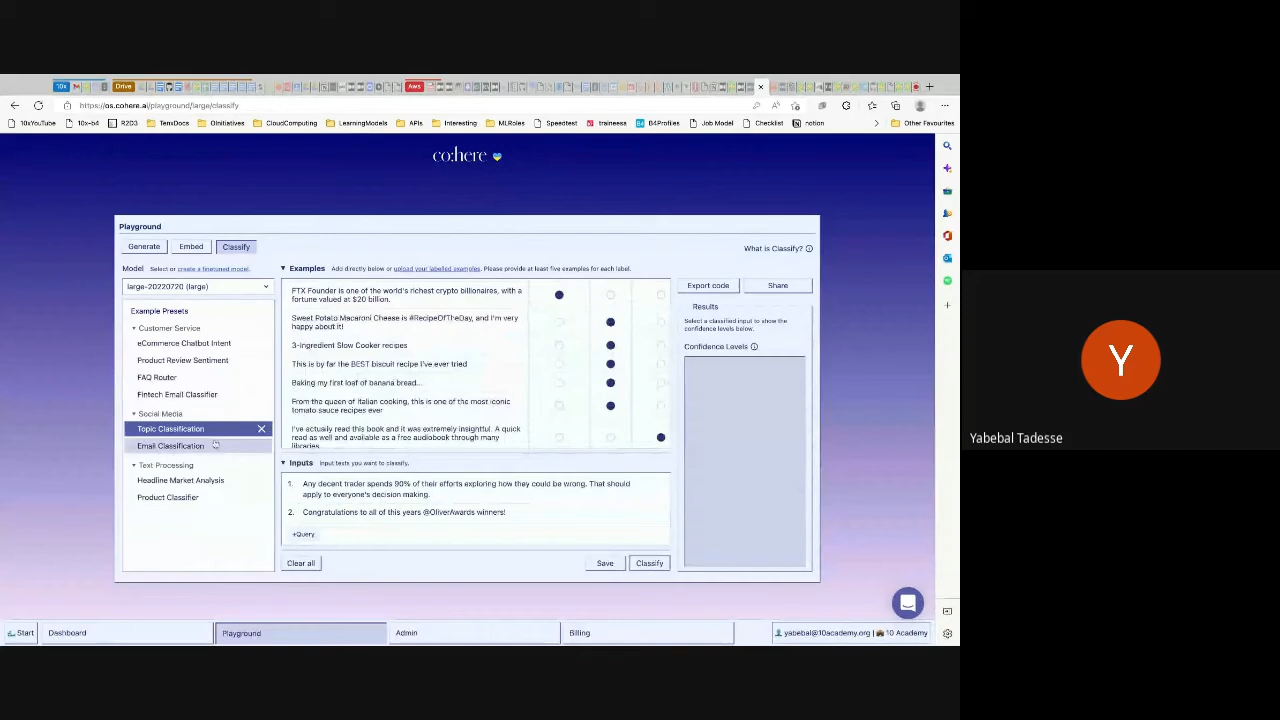 10x
Drive
Aws
https://os.cohere.ai/playground/large/classify
10xYouTube
10x-b4
R2D3
TenxDocs
OInitiatives
CloudComputing
LearningModels
APIs
Interesting
MLRoles
Speedtest
traineesa
B4Profiles
Job Model
Checklist
notion
Other Favourites
co:here
Playground
Generate
Embed
Classify
What is Classify?
Model Select or create a finetuned model.
Examples Add directly below or upload your labelled examples. Please provide at least five examples for each label.
large-20220720 (large)
Export code
Share
Example Presets
Customer Service
eCommerce Chatbot Intent
Product Review Sentiment
FAQ Router
Fintech Email Classifier
Social Media
Topic Classification
Email Classification
Text Processing
Headline Market Analysis
Product Classifier
FTX Founder is one of the world's richest crypto billionaires, with a
fortune valued at $20 billion.
Sweet Potato Macaroni Cheese is #RecipeOfTheDay, and I'm very
happy about it!
3-Ingredient Slow Cooker recipes
This is by far the BEST biscuit recipe I've ever tried
Baking my first loaf of banana bread...
From the queen of Italian cooking, this is one of the most iconic
tomato sauce recipes ever
I've actually read this book and it was extremely insightful. A quick
read as well and available as a free audiobook through many
libraries
Results
Select a classified input to show the
confidence levels below.
Confidence Levels
Inputs Input texts you want to classify.
1. Any decent trader spends 90% of their efforts exploring how they could be wrong. That should
apply to everyone's decision making.
2. Congratulations to all of this years @OliverAwards winners!
+Query
Clear all
Save
Classify
Start
Dashboard
Playground
Admin
Billing
yabebal@10academy.org | 10 Academy
Y
Yabebal Tadesse